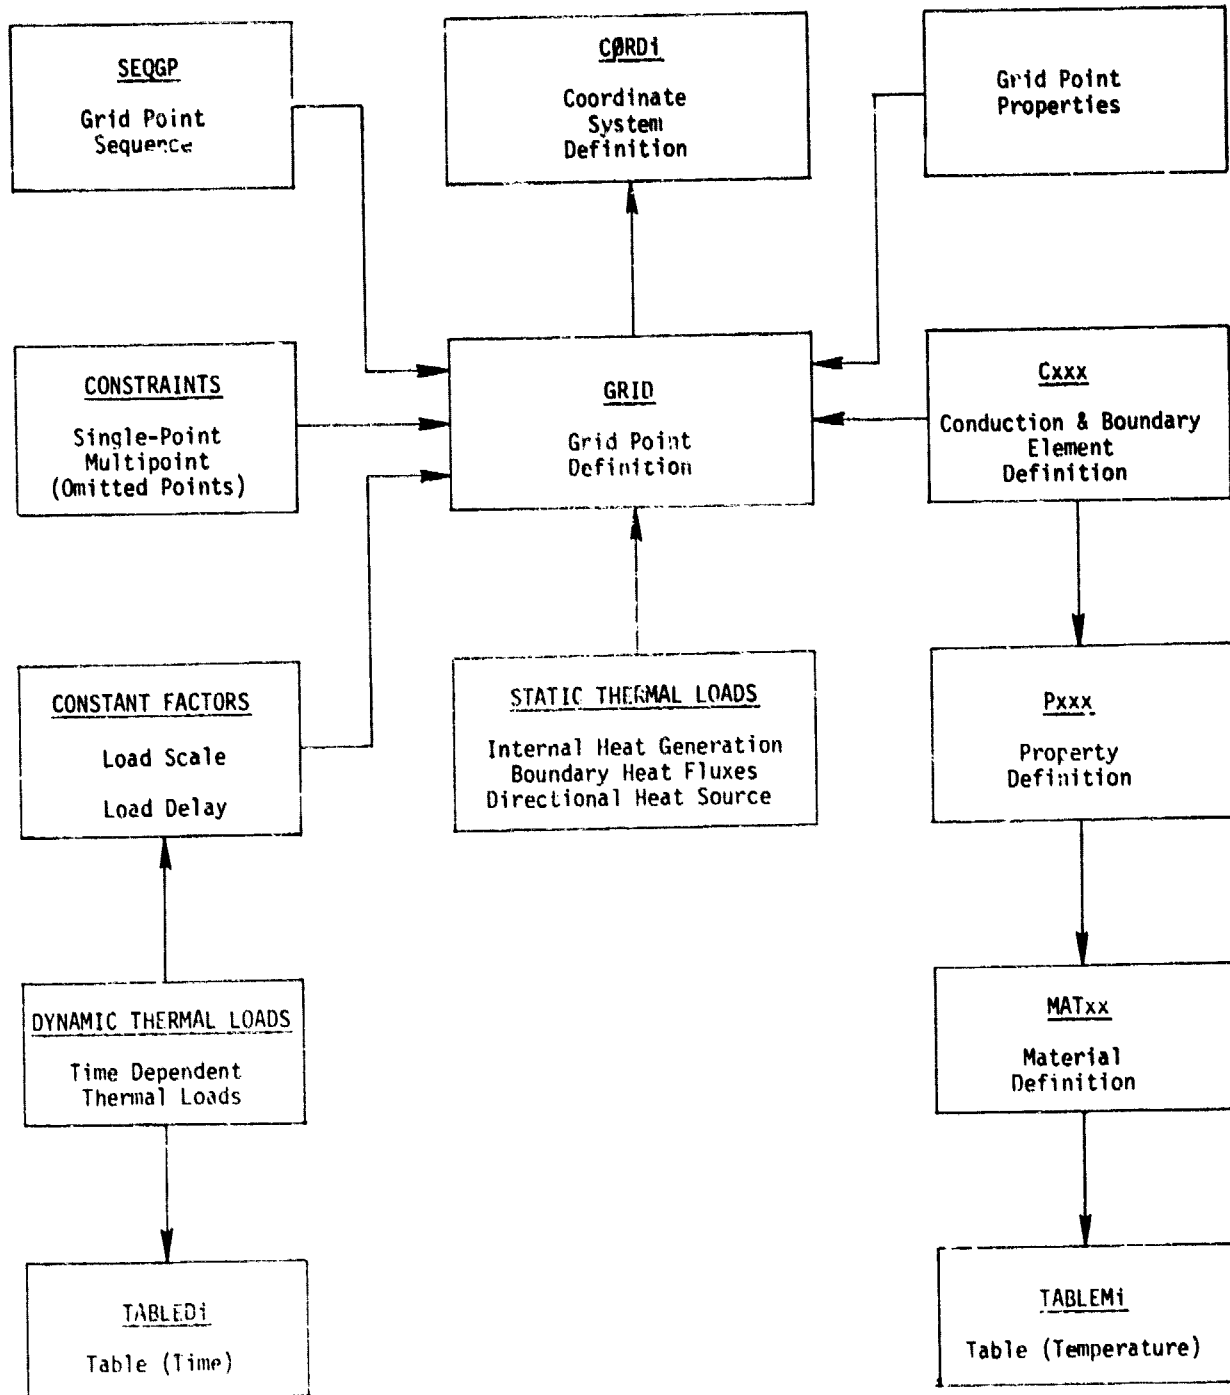 SEQGP
Grid Point
Sequence
CØRDi
Coordinate
System
Definition
Grid Point
Properties
CONSTRAINTS
Single-Point
Multipoint
(Omitted Points)
GRID
Grid Point
Definition
Cxxx
Conduction & Boundary
Element
Definition
CONSTANT FACTORS
Load Scale
Load Delay
STATIC THERMAL LOADS
Internal Heat Generation
Boundary Heat Fluxes
Directional Heat Source
Pxxx
Property
Definition
DYNAMIC THERMAL LOADS
Time Dependent
Thermal Loads
MATxx
Material
Definition
TABLEDi
Table (Time)
TABLEMi
Table (Temperature)